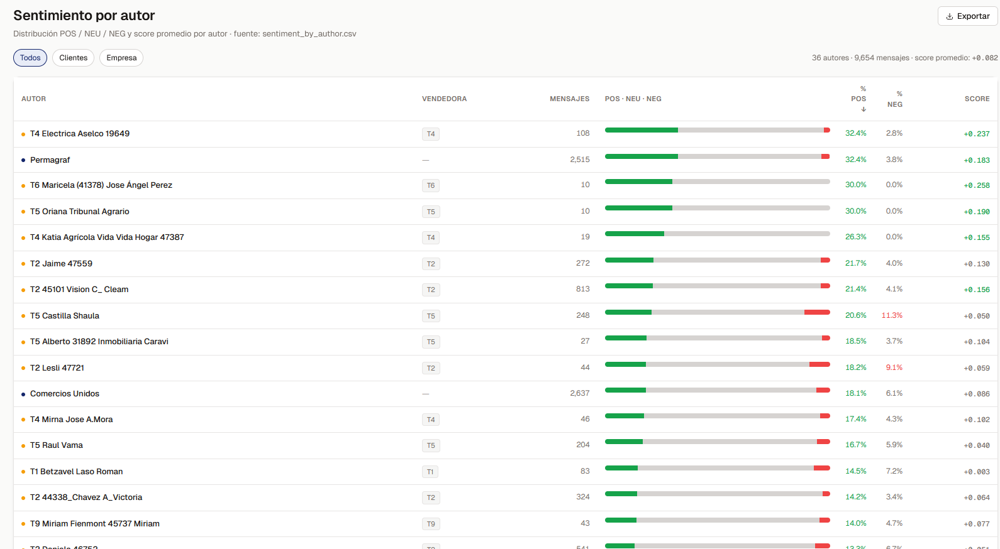 Sentimiento por autor
Exportar
Distribución POS / NEU / NEG y score promedio por autor · fuente: sentiment_by_author.csv
Todos Clientes Empresa 36 autores · 9,654 mensajes · score promedio: +0.082
AUTOR VENDEDORA MENSAJES POS · NEU · NEG % POS ↓ % NEG SCORE
T4 Electrica Aselco 19649 T4 108 32.4% 2.8% +0.237
Permagraf — 2,515 32.4% 3.8% +0.183
T6 Maricela (41378) Jose Ángel Perez T6 10 30.0% 0.0% +0.258
T5 Oriana Tribunal Agrario T5 10 30.0% 0.0% +0.190
T4 Katia Agrícola Vida Vida Hogar 47387 T4 19 26.3% 0.0% +0.155
T2 Jaime 47559 T2 272 21.7% 4.0% +0.130
T2 45101 Vision C_ Cleam T2 813 21.4% 4.1% +0.156
T5 Castilla Shaula T5 248 20.6% 11.3% +0.050
T5 Alberto 31892 Inmobiliaria Caravi T5 27 18.5% 3.7% +0.104
T2 Lesli 47721 T2 44 18.2% 9.1% +0.059
Comercios Unidos — 2,637 18.1% 6.1% +0.086
T4 Mirna Jose A.Mora T4 46 17.4% 4.3% +0.102
T5 Raul Vama T5 204 16.7% 5.9% +0.040
T1 Betzavel Laso Roman T1 83 14.5% 7.2% +0.003
T2 44338_Chavez A_Victoria T2 324 14.2% 3.4% +0.064
T9 Miriam Fienmont 45737 Miriam T9 43 14.0% 4.7% +0.077